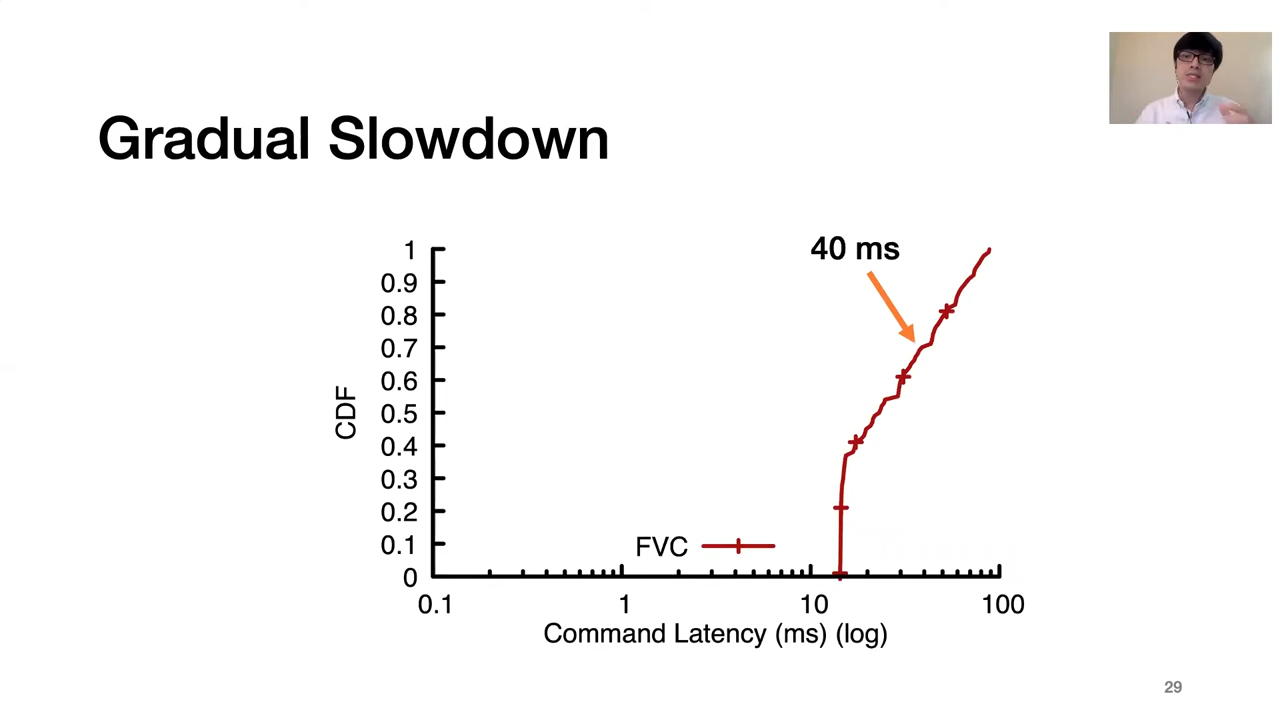 Gradual Slowdown
40 ms
1
0.9
0.8
0.7
0.6
0.5
0.4
0.3
0.2
0.1
0
CDF
FVC
0.1 1 10 100
Command Latency (ms) (log)
29